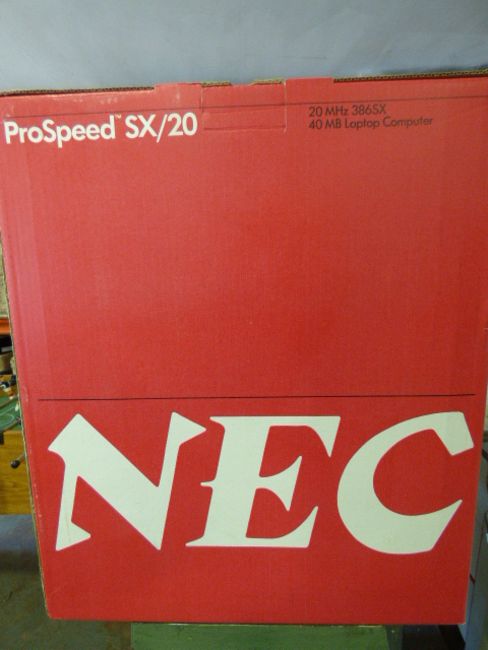 ProSpeed™ SX/20
20 MHz 386SX
40 MB Laptop Computer
NEC